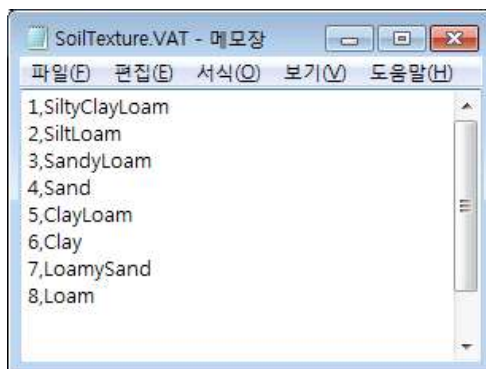 SoilTexture.VAT - 메모장
파일(F) 편집(E) 서식(O) 보기(V) 도움말(H)
1,SiltyClayLoam
2,SiltLoam
3,SandyLoam
4,Sand
5,ClayLoam
6,Clay
7,LoamySand
8,Loam